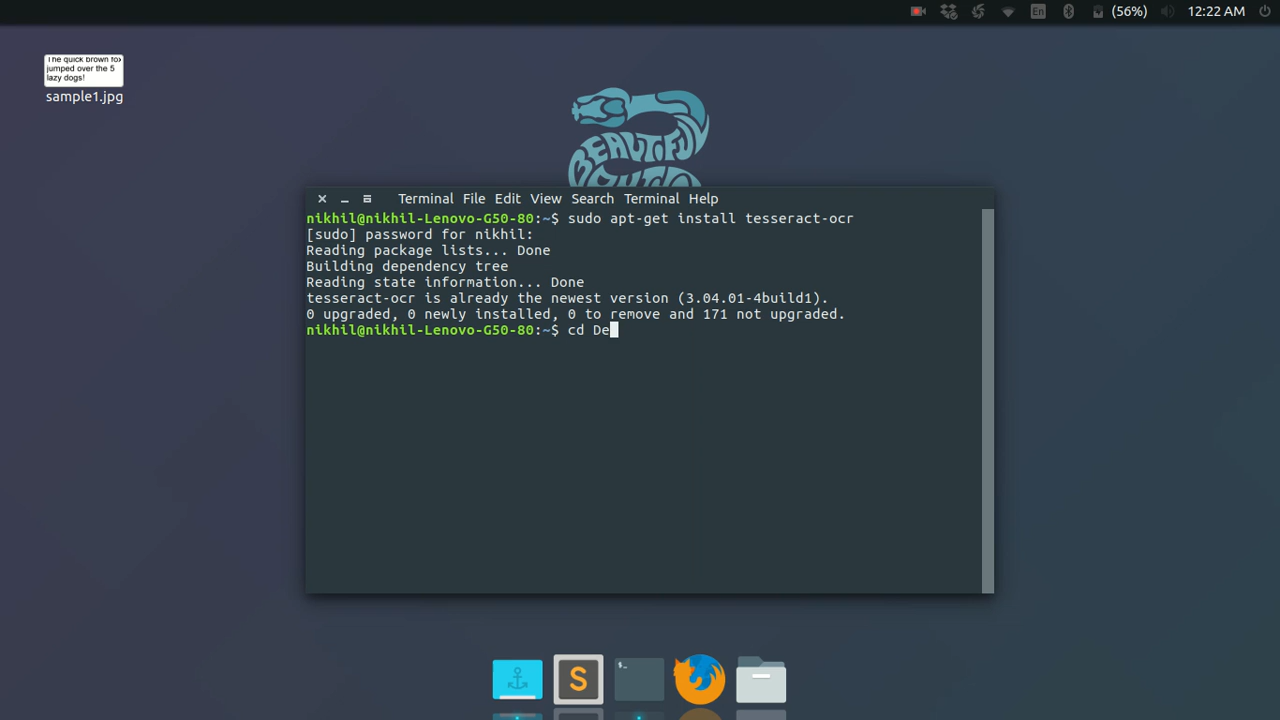 En (56%) 12:22 AM
The quick brown fox
jumped over the 5
lazy dogs!
sample1.jpg
BEAUTIFUL
Terminal File Edit View Search Terminal Help
nikhil@nikhil-Lenovo-G50-80:~$ sudo apt-get install tesseract-ocr
[sudo] password for nikhil:
Reading package lists... Done
Building dependency tree
Reading state information... Done
tesseract-ocr is already the newest version (3.04.01-4build1).
0 upgraded, 0 newly installed, 0 to remove and 171 not upgraded.
nikhil@nikhil-Lenovo-G50-80:~$ cd De
S
$_